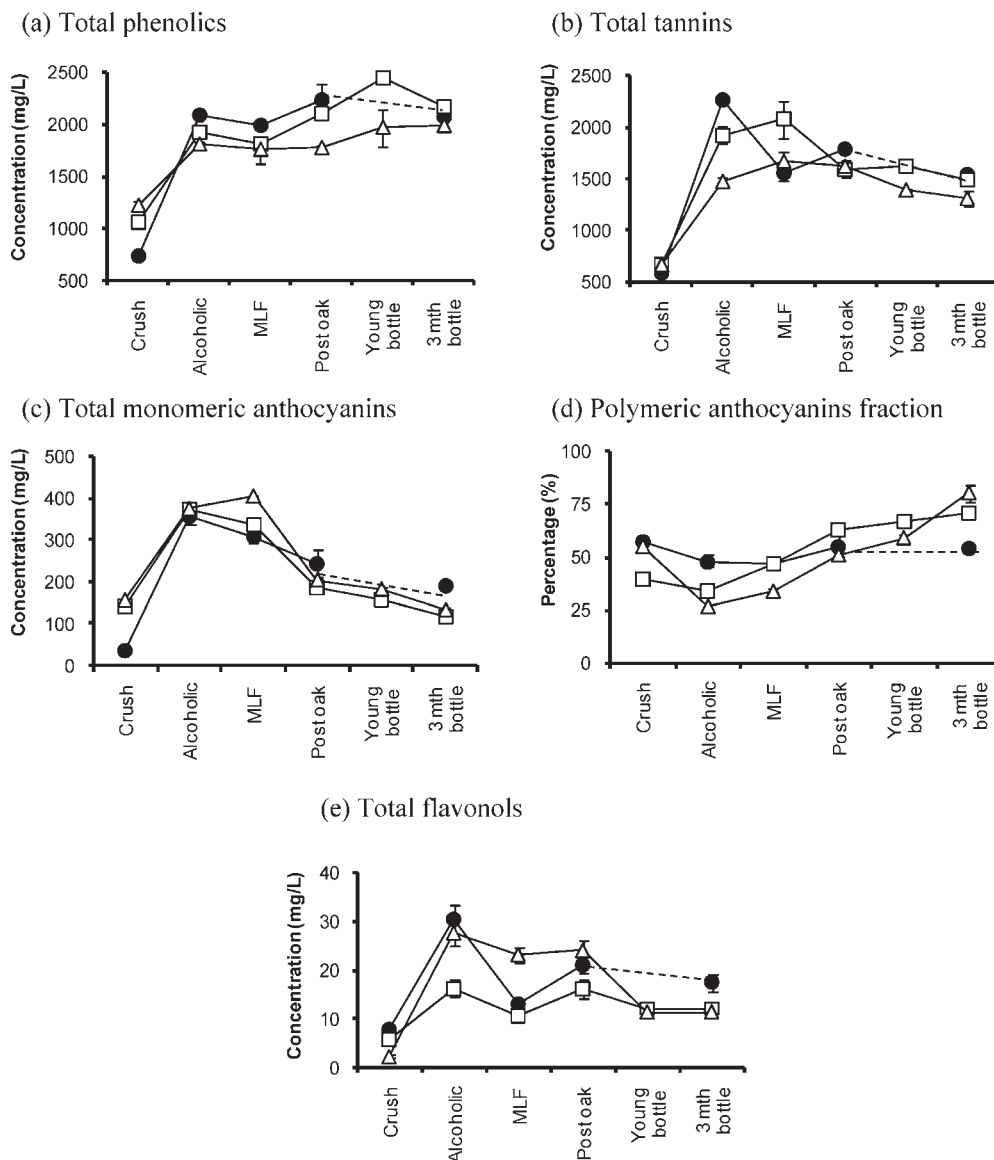 (a) Total phenolics
Concentration (mg/L)
2500
2000
1500
1000
500
Crush
Alcoholic
MLF
Post oak
Young
bottle
3 mth
bottle
(b) Total tannins
Concentration (mg/L)
2500
2000
1500
1000
500
Crush
Alcoholic
MLF
Post oak
Young
bottle
3 mth
bottle
(c) Total monomeric anthocyanins
Concentration (mg/L)
500
400
300
200
100
0
Crush
Alcoholic
MLF
Post oak
Young
bottle
3 mth
bottle
(d) Polymeric anthocyanins fraction
Percentage (%)
100
75
50
25
0
Crush
Alcoholic
MLF
Post oak
Young
bottle
3 mth
bottle
(e) Total flavonols
Concentration (mg/L)
40
30
20
10
0
Crush
Alcoholic
MLF
Post oak
Young
bottle
3 mth
bottle